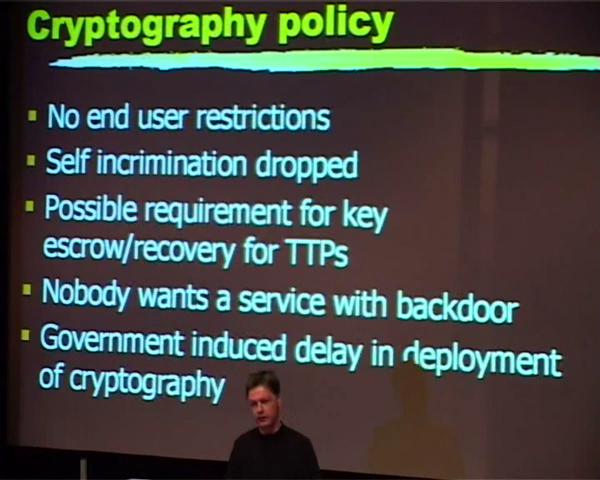 Cryptography policy
No end user restrictions
Self incrimination dropped
Possible requirement for key
escrow/recovery for TTPs
Nobody wants a service with backdoor
Government induced delay in deployment
of cryptography